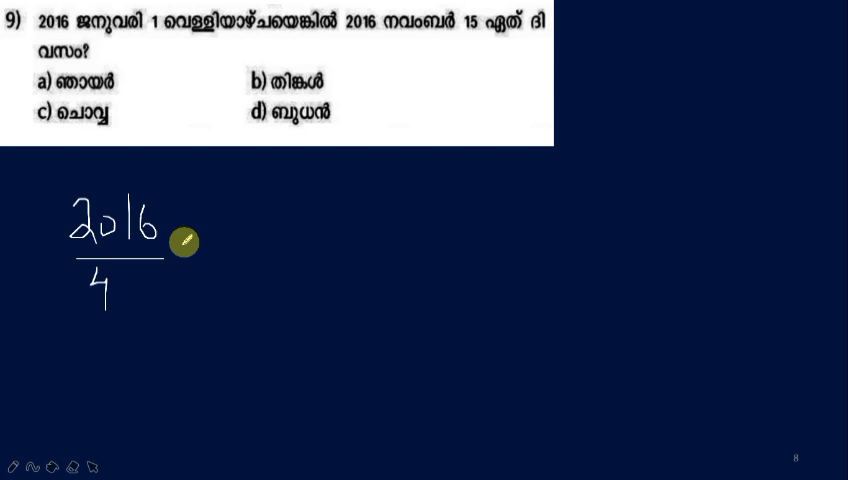 9) 2016 ജനുവരി 1 വെള്ളിയാഴ്ചയെങ്കിൽ 2016 നവംബർ 15 ഏത് ദി
വസം?
a) ഞായർ b) തിങ്കൾ
c) ചൊവ്വ d) ബുധൻ
2016
4
8